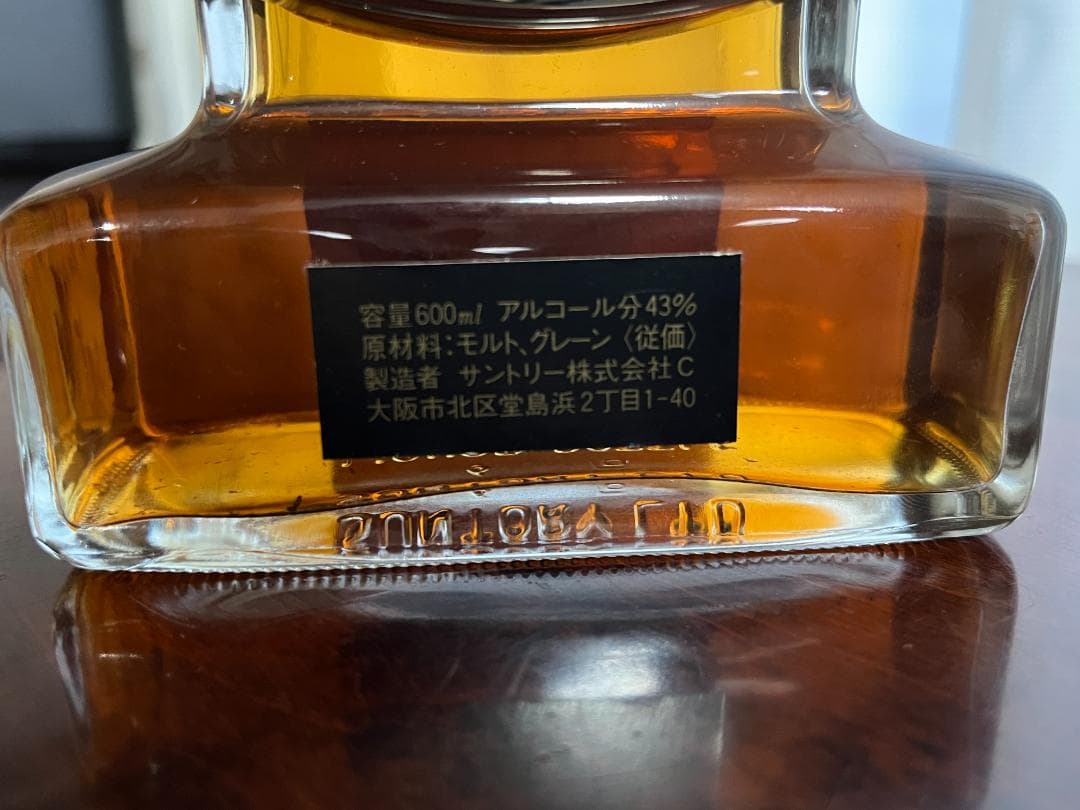 容量600ml アルコール分43%
原材料:モルト、グレーン〈従価〉
製造者 サントリー株式会社C
大阪市北区堂島浜2丁目1-40
SUNTORY LTD